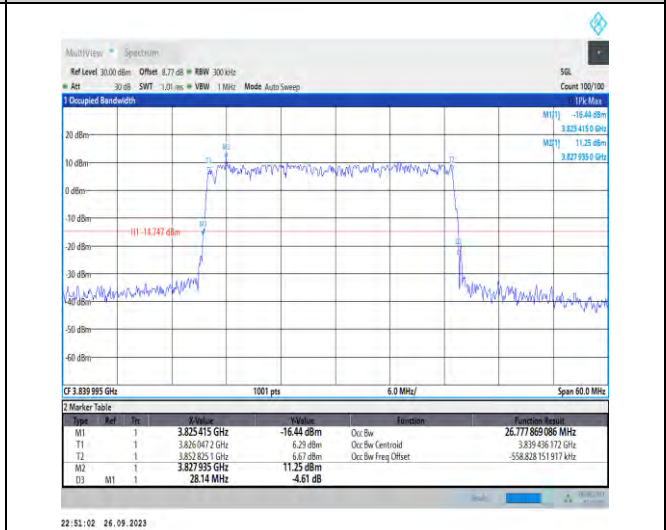 MultiView Spectrum
Ref Level 30.00 dBm Offset 8.77 dB RBW 300 kHz SGL
Att 30 dB SWT 1.01 ms VBW 1 MHz Mode Auto Sweep Count 100/100
1 Occupied Bandwidth 1Pk Max
M1[1] -16.44 dBm
3.825 415 0 GHz
M2[1] 11.25 dBm
3.827 935 0 GHz
20 dBm
M2
T1 T2
10 dBm
0 dBm
-10 dBm
M1
H1 -14.747 dBm
-20 dBm
D3
-30 dBm
-40 dBm
-50 dBm
-60 dBm
CF 3.839 995 GHz 1001 pts 6.0 MHz/ Span 60.0 MHz
2 Marker Table
Type Ref Trc X-Value Y-Value Function Function Result
M1 1 3.825 415 GHz -16.44 dBm Occ Bw 26.777 869 086 MHz
T1 1 3.826 047 2 GHz 6.29 dBm Occ Bw Centroid 3.839 436 172 GHz
T2 1 3.852 825 1 GHz 6.67 dBm Occ Bw Freq Offset -558.828 151 917 kHz
M2 1 3.827 935 GHz 11.25 dBm
D3 M1 1 28.14 MHz -4.61 dB
22:51:02 26.09.2023